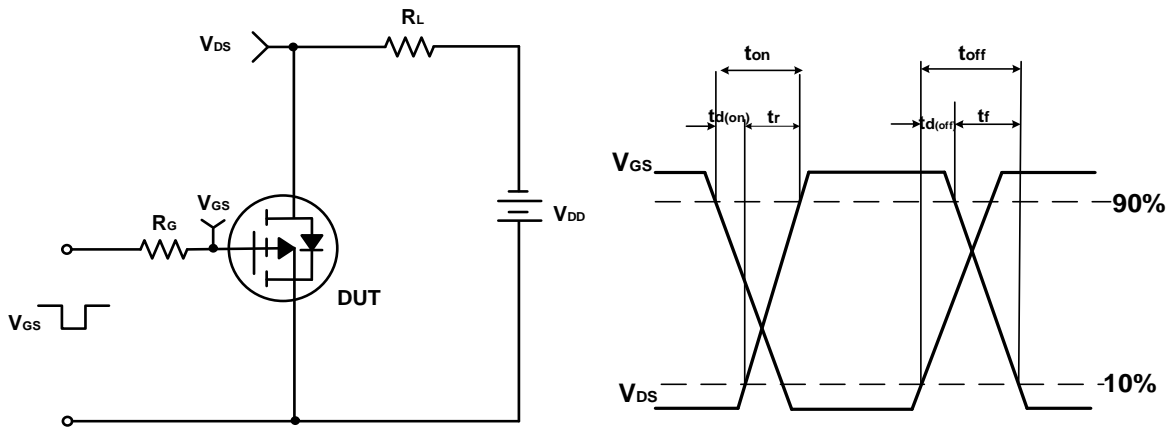 RL
VDS
VGS
RG
VDD
DUT
VGS
ton
toff
td(on)
tr
td(off)
tf
VGS
90%
VDS
10%